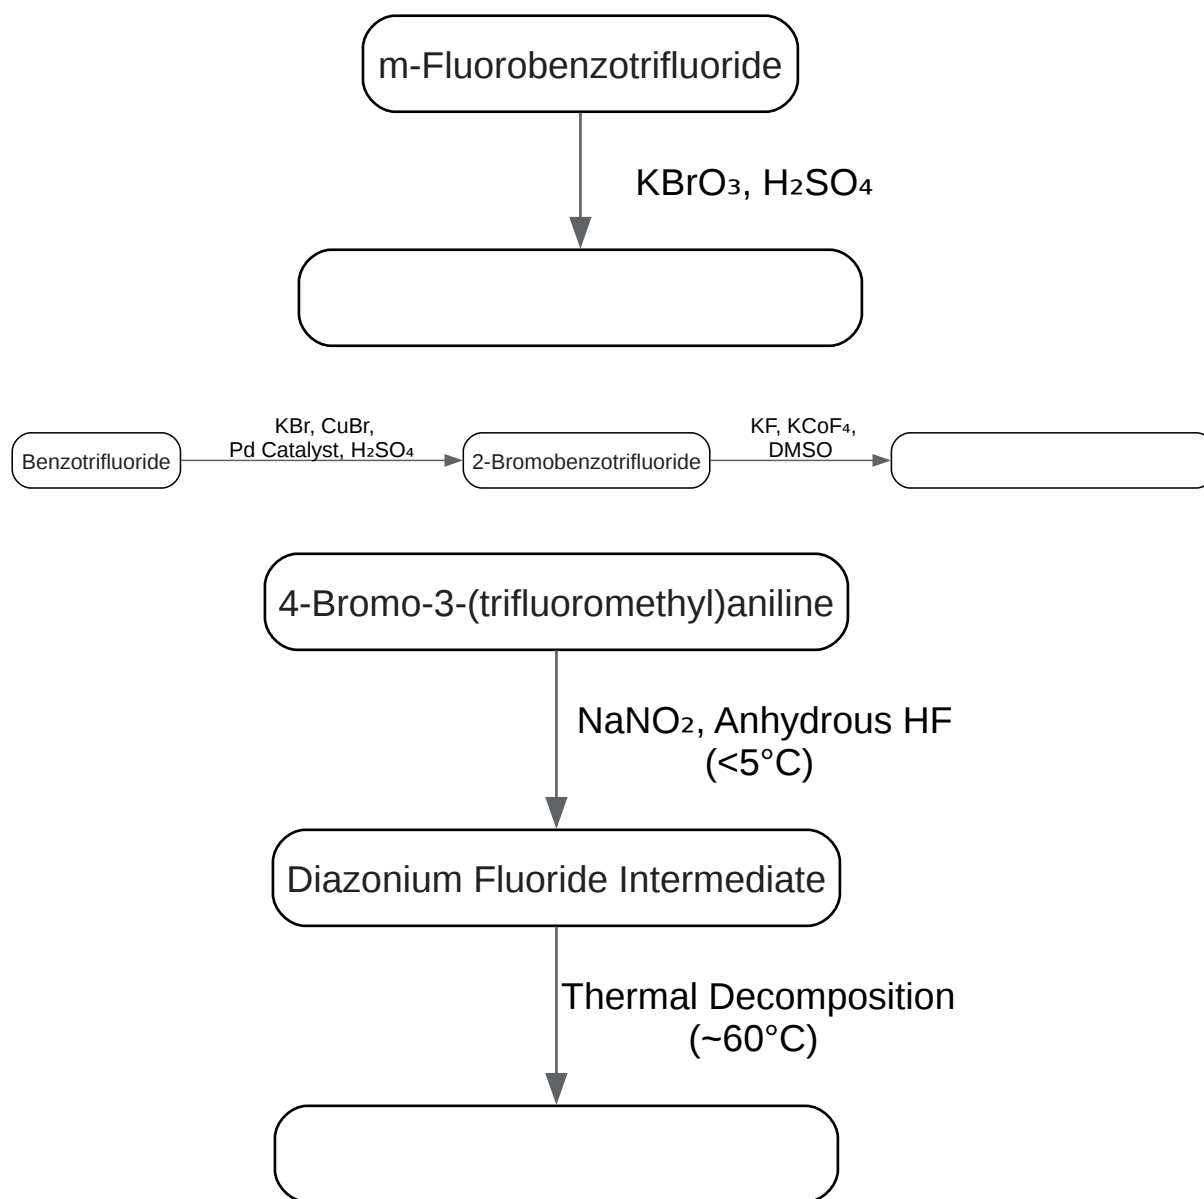 m-Fluorobenzotrifluoride
KBrO₃, H₂SO₄
KBr, CuBr,
Pd Catalyst, H₂SO₄
KF, KCoF₄,
DMSO
Benzotrifluoride
2-Bromobenzotrifluoride
4-Bromo-3-(trifluoromethyl)aniline
NaNO₂, Anhydrous HF
(<5°C)
Diazonium Fluoride Intermediate
Thermal Decomposition
(~60°C)